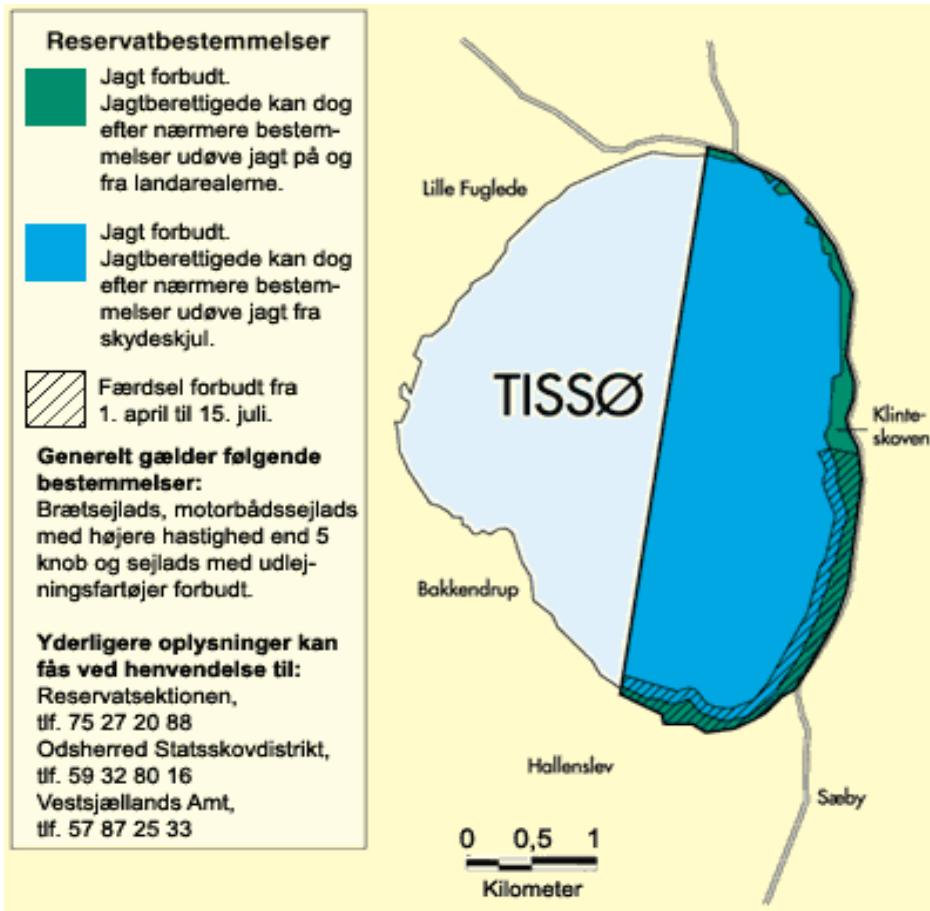 Reservatbestemmelser
Jagt forbudt.
Jagtberettigede kan dog
efter nærmere bestem-
melser udøve jagt på og
fra landarealerne.
Jagt forbudt.
Jagtberettigede kan dog
efter nærmere bestem-
melser udøve jagt fra
skydeskjul.
Færdsel forbudt fra
1. april til 15. juli.
Generelt gælder følgende
bestemmelser:
Brætsejlads, motorbådssejlads
med højere hastighed end 5
knob og sejlads med udlej-
ningsfartøjer forbudt.
Yderligere oplysninger kan
fås ved henvendelse til:
Reservatsektionen,
tlf. 75 27 20 88
Odsherred Statsskovdistrikt,
tlf. 59 32 80 16
Vestsjællands Amt,
tlf. 57 87 25 33
Lille Fuglede
TISSØ
Klinte-
skoven
Bakkendrup
Hallenslev
Sæby
0 0,5 1
Kilometer